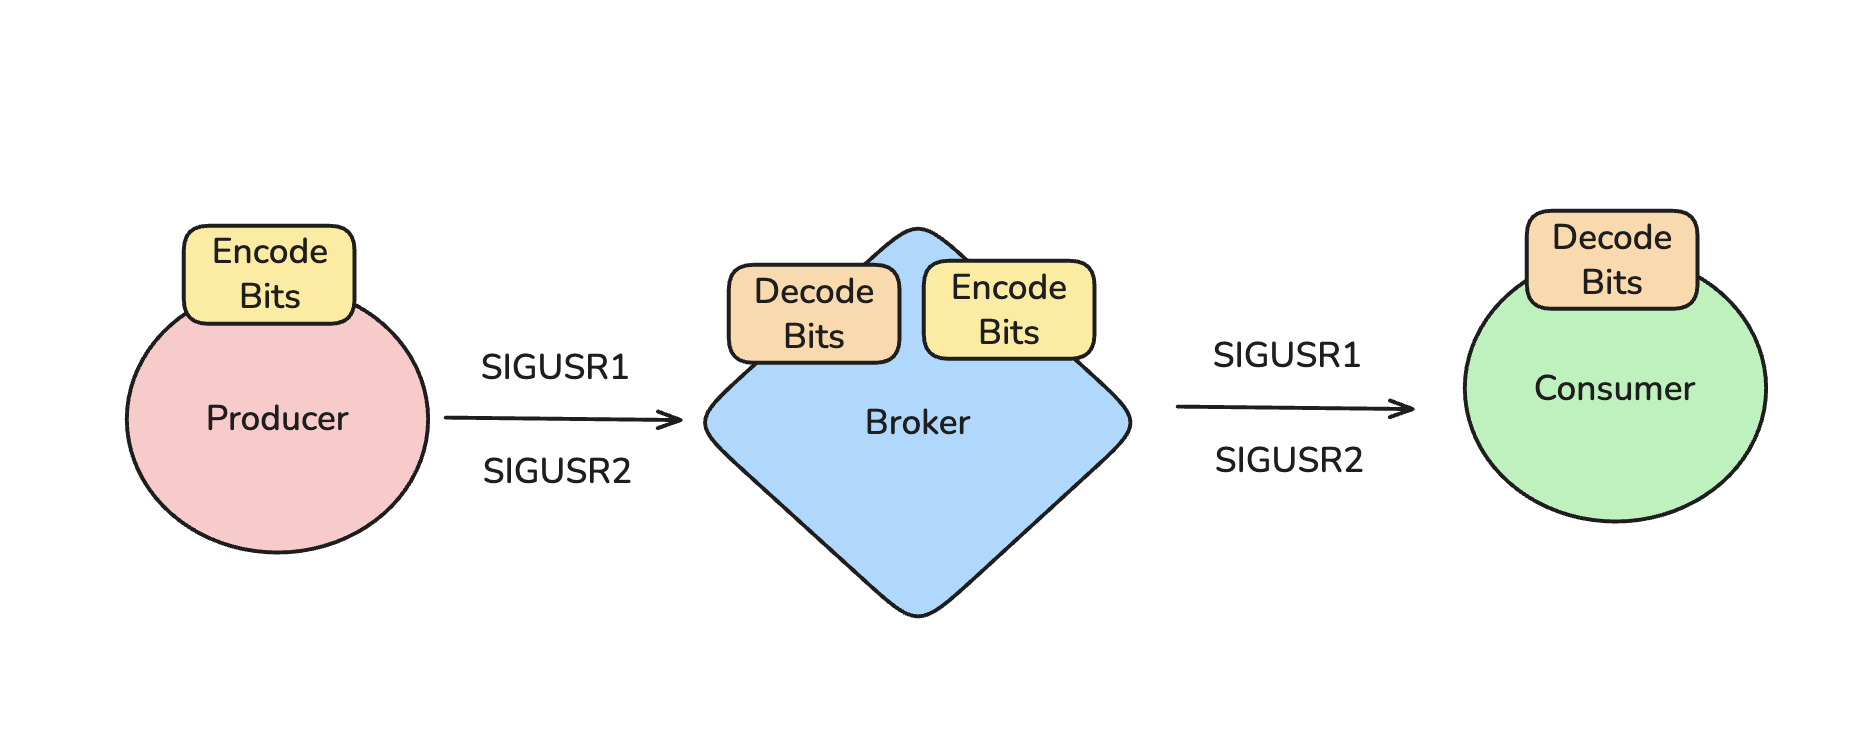 Encode
Bits
Producer
SIGUSR1
SIGUSR2
Decode
Bits
Encode
Bits
Broker
SIGUSR1
SIGUSR2
Decode
Bits
Consumer